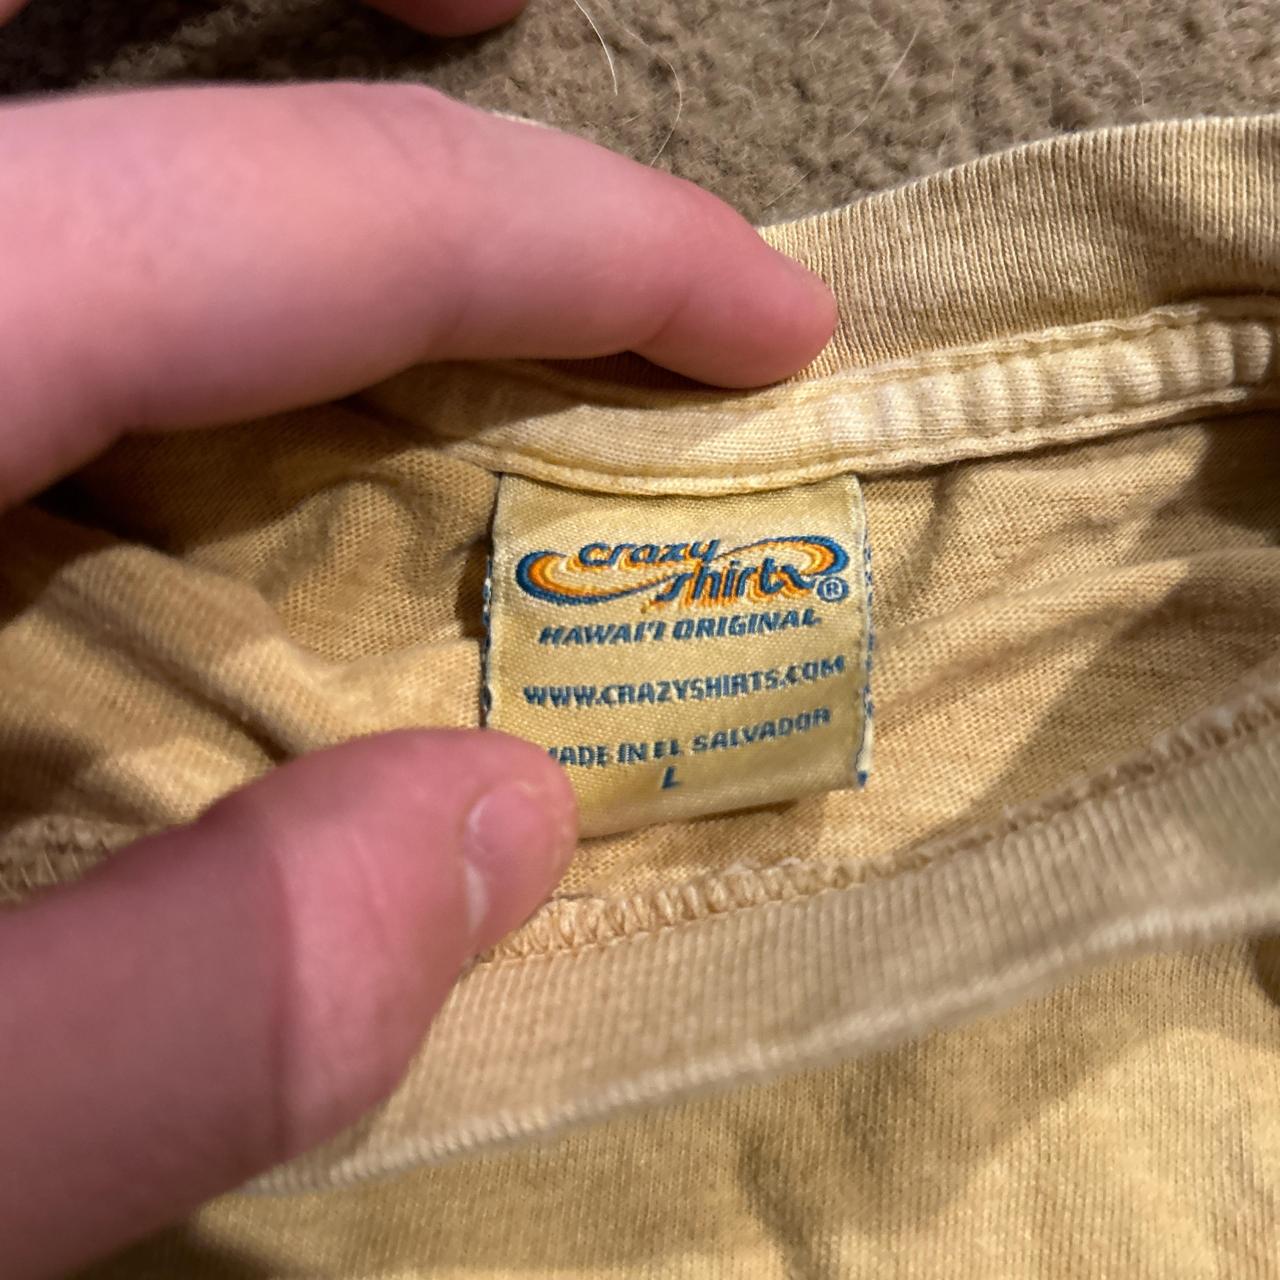 crazy
shirts®
HAWAI'I ORIGINAL
WWW.CRAZYSHIRTS.COM
MADE IN EL SALVADOR
L